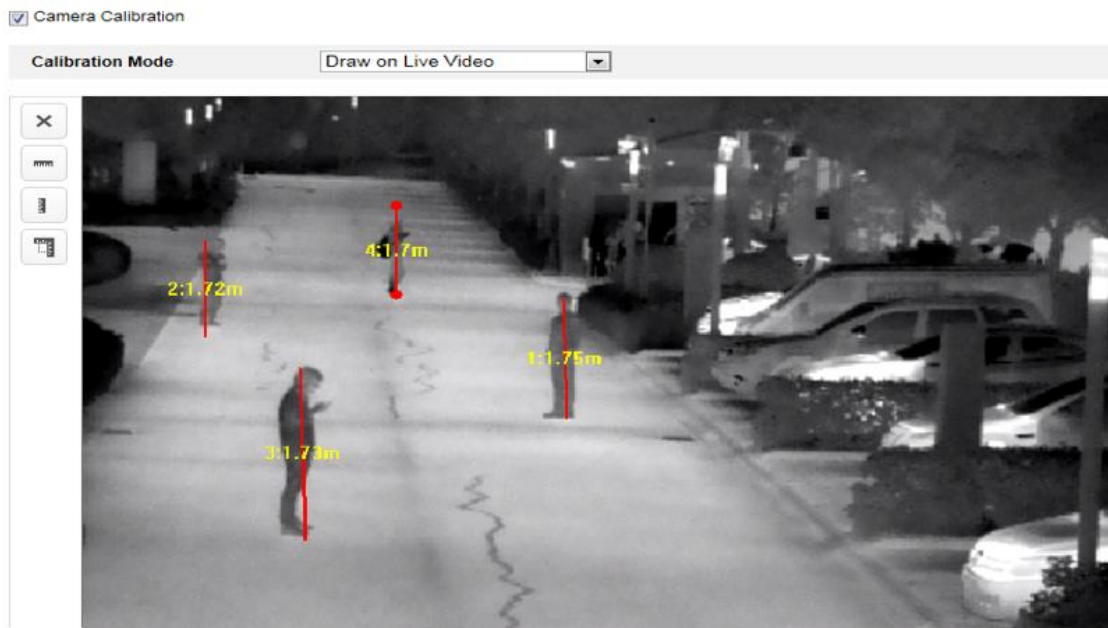 Camera Calibration
Calibration Mode
Draw on Live Video
4:1.7m
2:1.72m
1:1.75m
3:1.73m